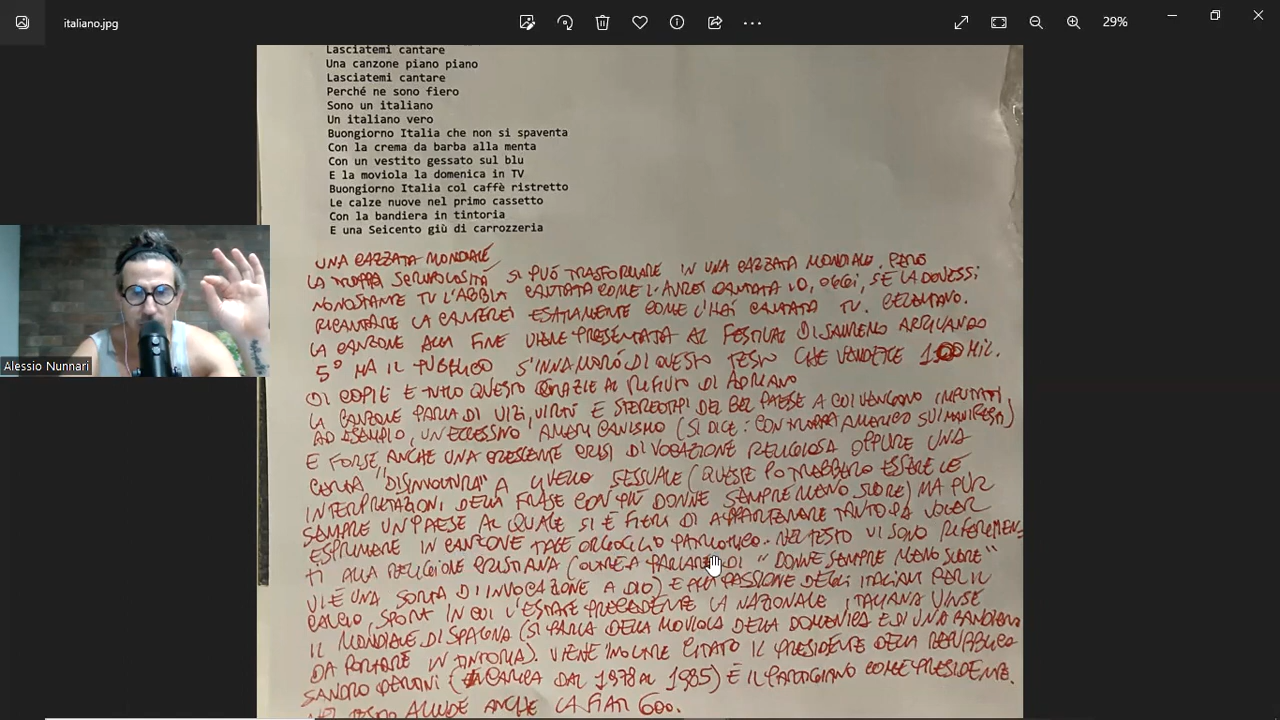 italiano.jpg
29%
Lasciatemi cantare
Una canzone piano piano
Lasciatemi cantare
Perché ne sono fiero
Sono un italiano
Un italiano vero
Buongiorno Italia che non si spaventa
Con la crema da barba alla menta
Con un vestito gessato sul blu
E la moviola la domenica in TV
Buongiorno Italia col caffè ristretto
Le calze nuove nel primo cassetto
Con la bandiera in tintoria
E una Seicento giù di carrozzeria
UNA CAZZATA MONDIALE
LA TROPPA SCRUPOLOSITÁ SI PUÓ TRASFORMARE IN UNA CAZZATA MONDIALE. PERÓ
NONOSTANTE TU L'ABBIA CANTATA COME L'AVREI CANTATA IO, OGGI, SE LA DOVESSI
RICANTARE LA CANTEREI ESATTAMENTE COME L'HAI CANTATA TU. CELENTANO.
LA CANZONE ALLA FINE VIENE PRESENTATA AL FESTIVAL DI SANREMO ARRIVANDO
5° MA IL PUBBLICO S'INNAMORÓ DI QUESTO TESTO CHE VENDETTE 100 MIL.
DI COPIE E TUTTO QUESTO GRAZIE AL RIFIUTO DI ADRIANO
LA CANZONE PARLA DI VIZI, VIRTÚ E STEREOTIPI DEL BEL PAESE A CUI VENGONO IMPUTATI
AD ESEMPIO, UN ECCESSIVO AMERICANISMO (SI DICE: CON TROPPA AMERICA SUI MANIFESTI)
E FORSE ANCHE UNA CRESCENTE CRISI DI VOCAZIONE RELIGIOSA OPPURE UNA
CERTA "DISINVOLTURA" A LIVELLO SESSUALE (QUESTE POTREBBERO ESSERE LE
INTERPRETAZIONI DELLA FRASE CON PIÚ DONNE SEMPRE MENO SUORE) MA PUR
SEMPRE UN PAESE AL QUALE SI É FIERI DI APPARTENERE TANTO DA VOLER
ESPRIMERE IN CANZONE TALE ORGOGLIO PATRIOTICO. NEL TESTO VI SONO RIFERIMEN-
TI ALLA RELIGIONE CRISTIANA (OLTRE A PARLARE DI "DONNE SEMPRE MENO SUORE"
VI É UNA SORTA DI INVOCAZIONE A DIO) E ALLA PASSIONE DEGLI ITALIANI PER IL
CALCIO, SPORT IN CUI L'ESTATE PRECEDENTE LA NAZIONALE ITALIANA VINSE
IL MONDIALE DI SPAGNA (SI PARLA DELLA MOVIOLA DELLA DOMENICA E DI UNA BANDIERA
DA PORTARE IN TINTORIA). VIENE INOLTRE CITATO IL PRESIDENTE DELLA REPUBBLICA
SANDRO PERTINI (IN CARICA DAL 1978 AL 1985) É IL PARTIGIANO COME PRESIDENTE.
NEL TESTO ALLUDE ANCHE LA FIAT 600.
Alessio Nunnari